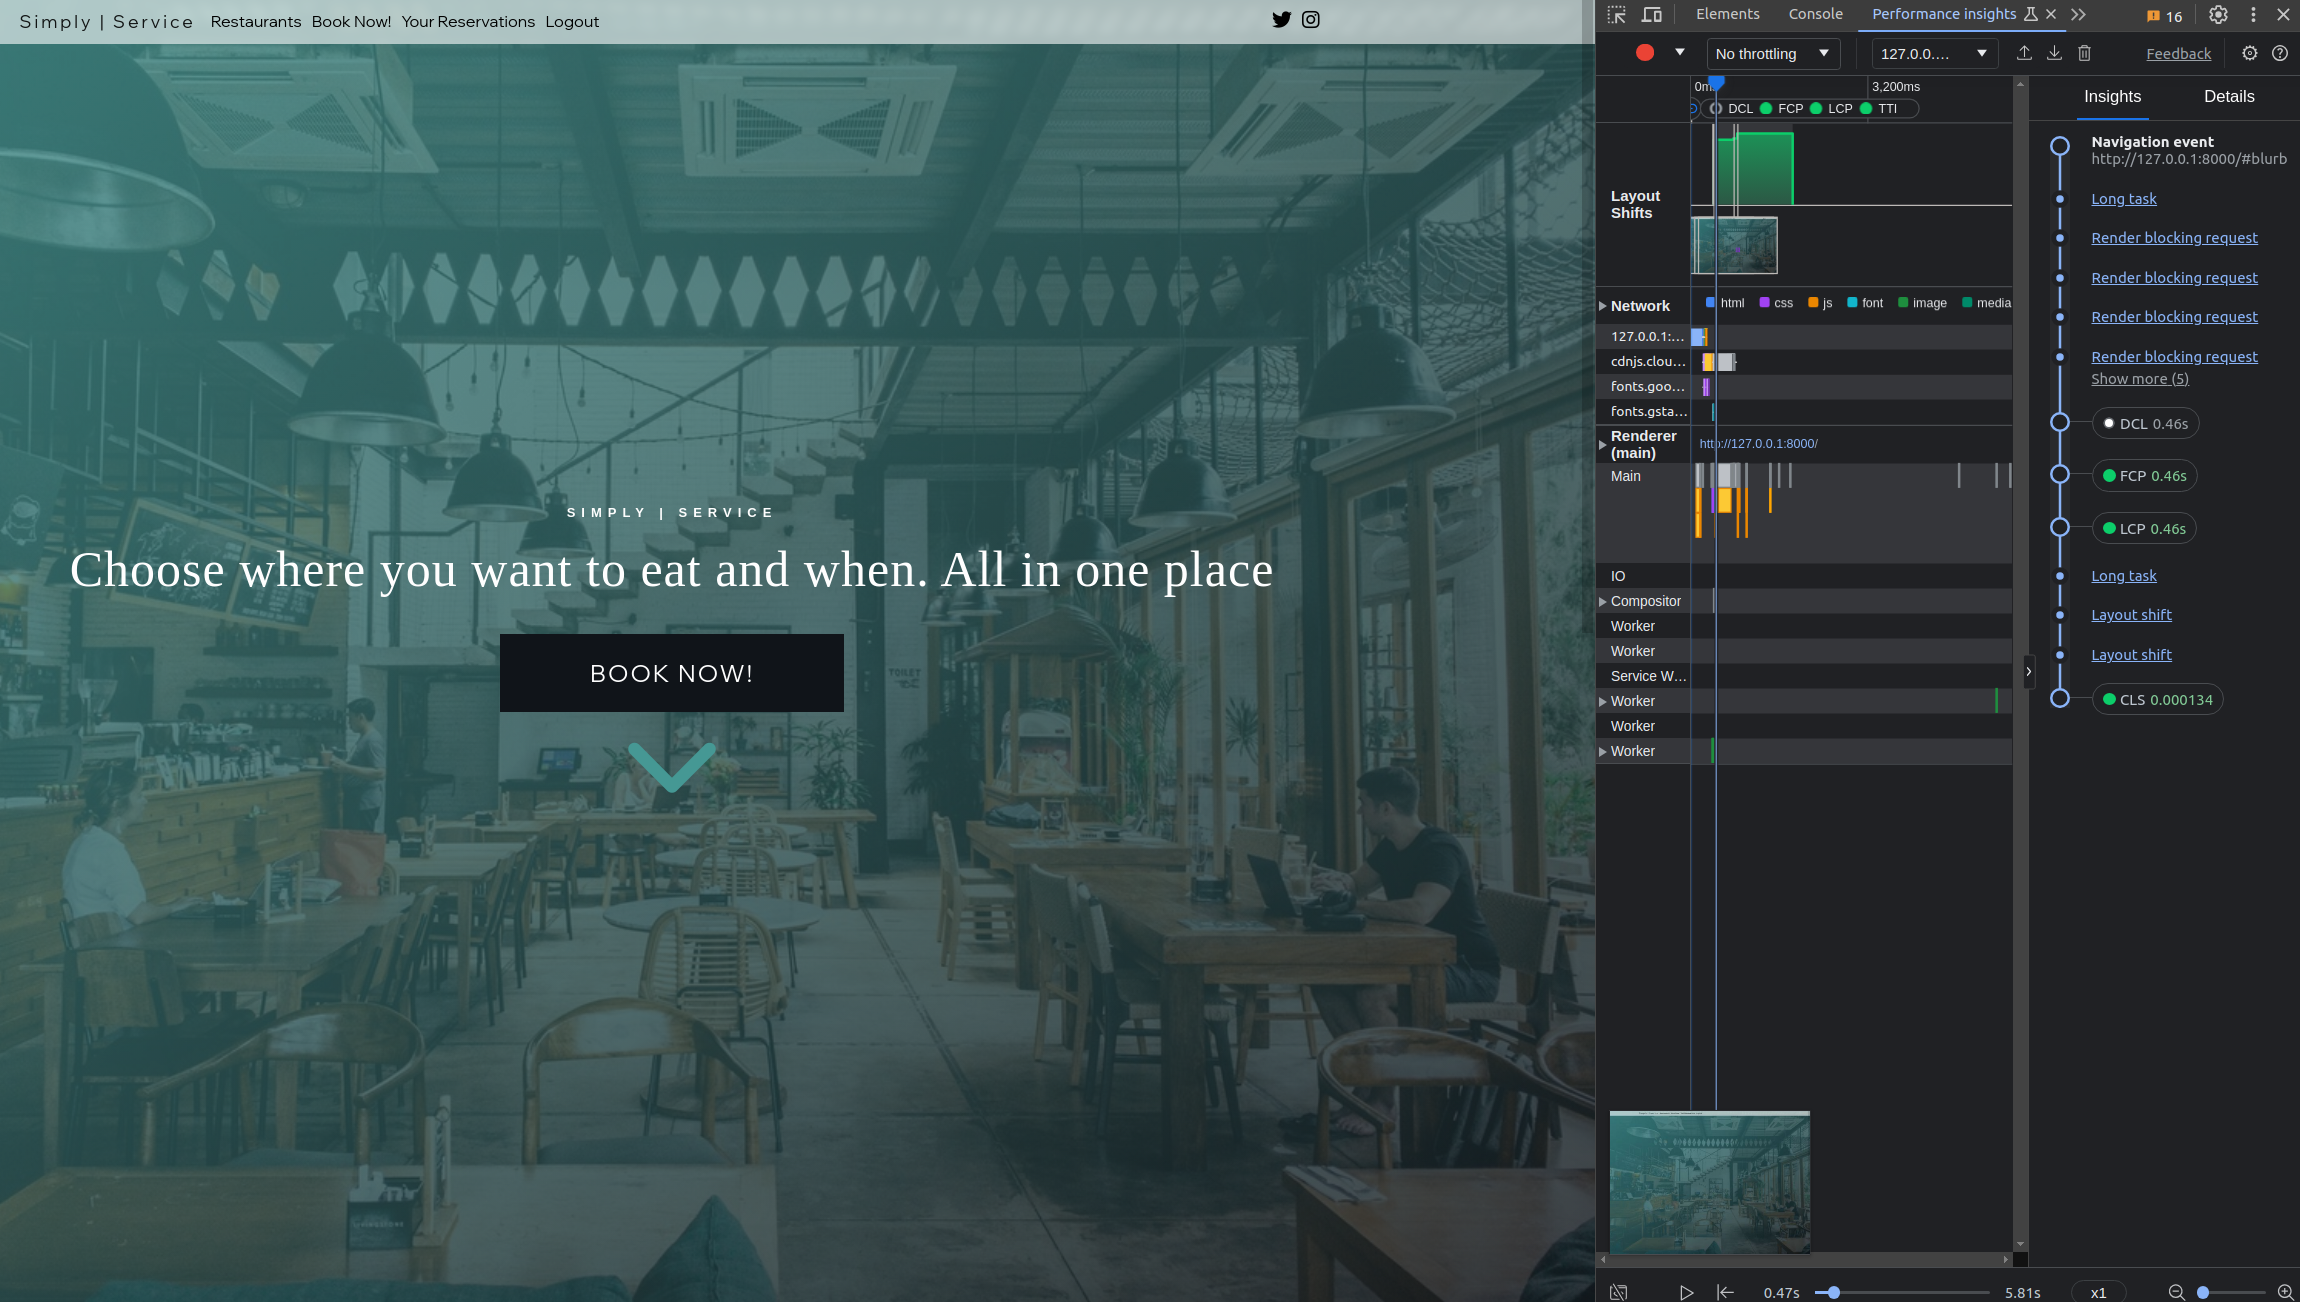 Simply | Service Restaurants Book Now! Your Reservations Logout
SIMPLY | SERVICE
Choose where you want to eat and when. All in one place
BOOK NOW!
TOILET
Elements Console Performance insights 16
No throttling 127.0.0.... Feedback
0ms 3,200ms
DCL FCP LCP TTI
Layout
Shifts
Network html css js font image media
127.0.0.1:...
cdnjs.clou...
fonts.goo...
fonts.gsta...
Renderer
(main)
http://127.0.0.1:8000/
Main
IO
Compositor
Worker
Worker
Service W...
Worker
Worker
Worker
0.47s 5.81s x1
Insights Details
Navigation event
http://127.0.0.1:8000/#blurb
Long task
Render blocking request
Render blocking request
Render blocking request
Render blocking request
Show more (5)
DCL 0.46s
FCP 0.46s
LCP 0.46s
Long task
Layout shift
Layout shift
CLS 0.000134